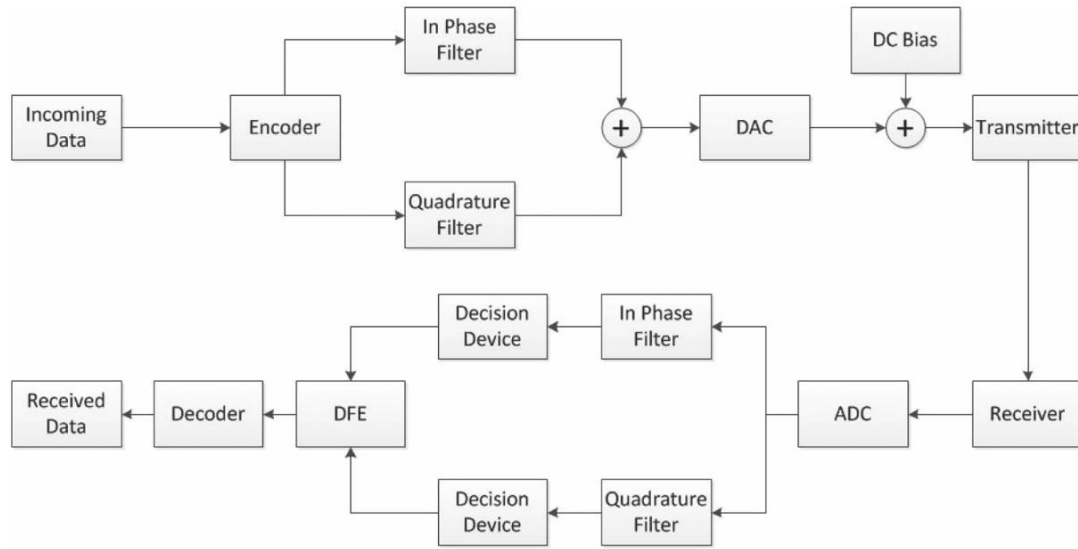 In Phase
Filter
DC Bias
Incoming
Data
Encoder
+
DAC
+
Transmitter
Quadrature
Filter
Decision
Device
In Phase
Filter
Received
Data
Decoder
DFE
ADC
Receiver
Decision
Device
Quadrature
Filter